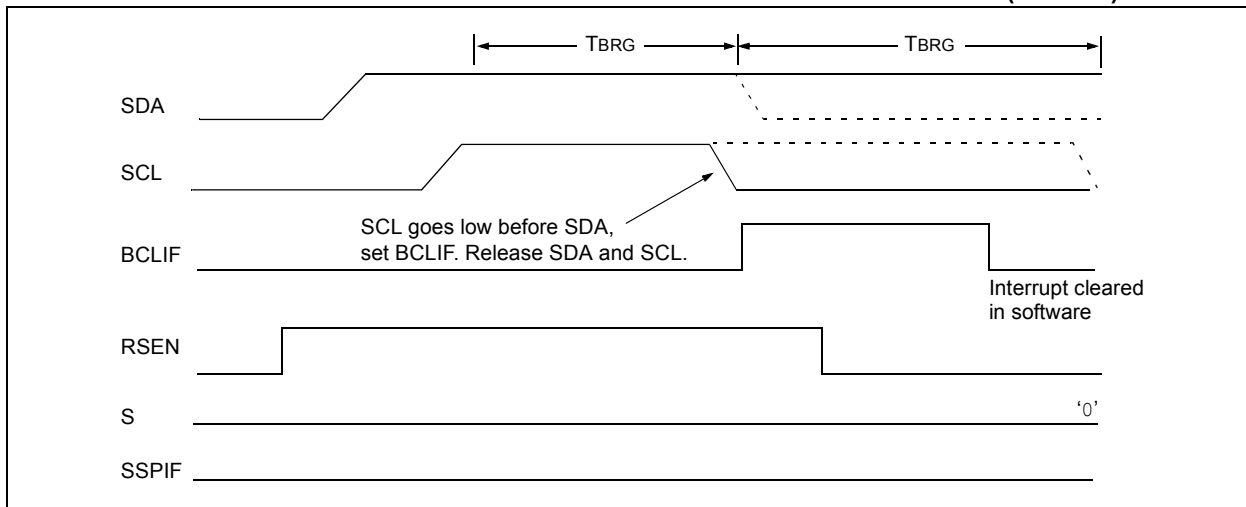 TBRG
TBRG
SDA
SCL
SCL goes low before SDA,
set BCLIF. Release SDA and SCL.
BCLIF
Interrupt cleared
in software
RSEN
S
‘0’
SSPIF